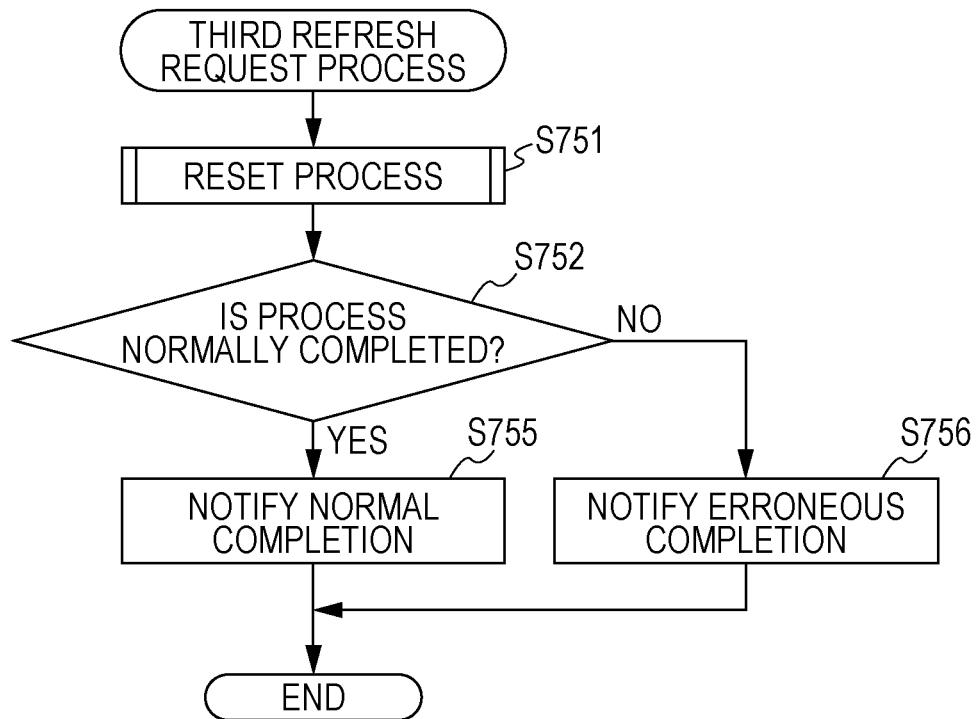 THIRD REFRESH
REQUEST PROCESS
S751
RESET PROCESS
S752
IS PROCESS
NORMALLY COMPLETED?
NO
YES
S755
S756
NOTIFY NORMAL
COMPLETION
NOTIFY ERRONEOUS
COMPLETION
END